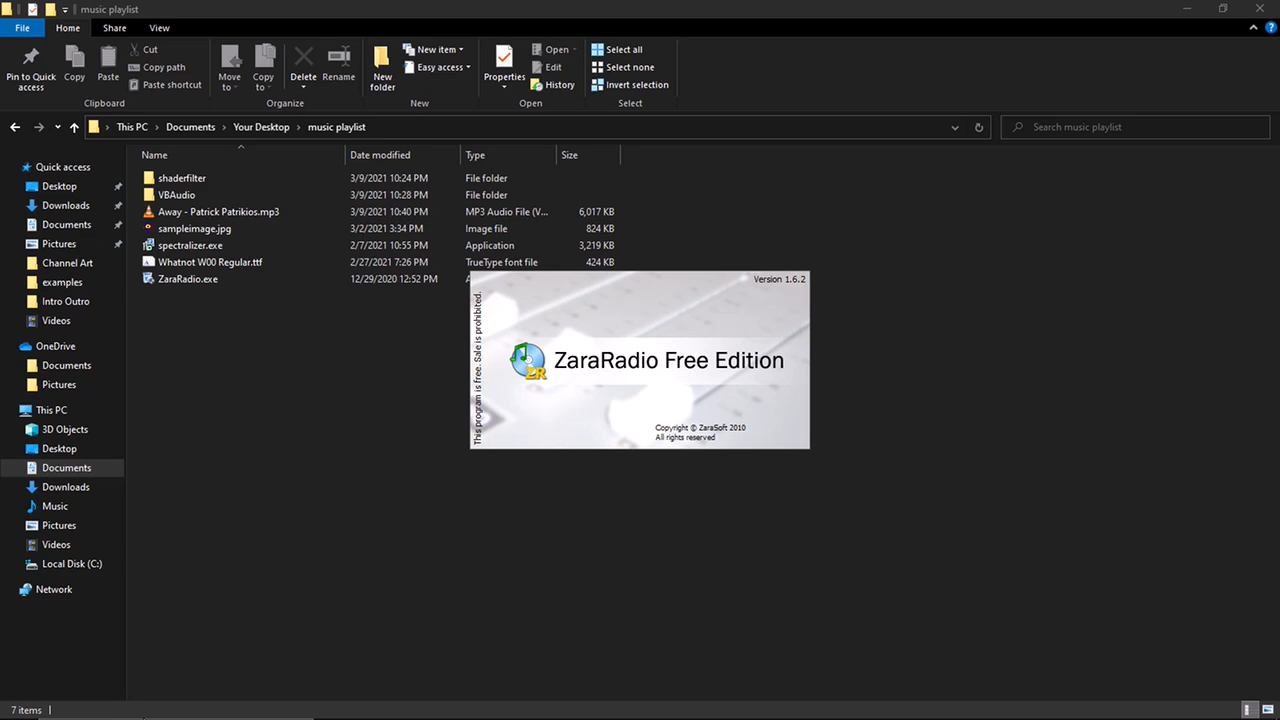 music playlist
File Home Share View
Pin to Quick access
Copy
Paste
Cut
Copy path
Paste shortcut
Clipboard
Move to
Copy to
Delete
Rename
Organize
New folder
New item
Easy access
New
Properties
Open
Edit
History
Open
Select all
Select none
Invert selection
Select
This PC › Documents › Your Desktop › music playlist
Search music playlist
Name Date modified Type Size
shaderfilter 3/9/2021 10:24 PM File folder
VBAudio 3/9/2021 10:28 PM File folder
Away - Patrick Patrikios.mp3 3/9/2021 10:40 PM MP3 Audio File (V... 6,017 KB
sampleimage.jpg 3/2/2021 3:34 PM Image file 824 KB
spectralizer.exe 2/7/2021 10:55 PM Application 3,219 KB
Whatnot W00 Regular.ttf 2/27/2021 7:26 PM TrueType font file 424 KB
ZaraRadio.exe 12/29/2020 12:52 PM
Quick access
Desktop
Downloads
Documents
Pictures
Channel Art
examples
Intro Outro
Videos
OneDrive
Documents
Pictures
This PC
3D Objects
Desktop
Documents
Downloads
Music
Pictures
Videos
Local Disk (C:)
Network
Version 1.6.2
This program is free. Sale is prohibited.
ZR
ZaraRadio Free Edition
Copyright © ZaraSoft 2010
All rights reserved
7 items